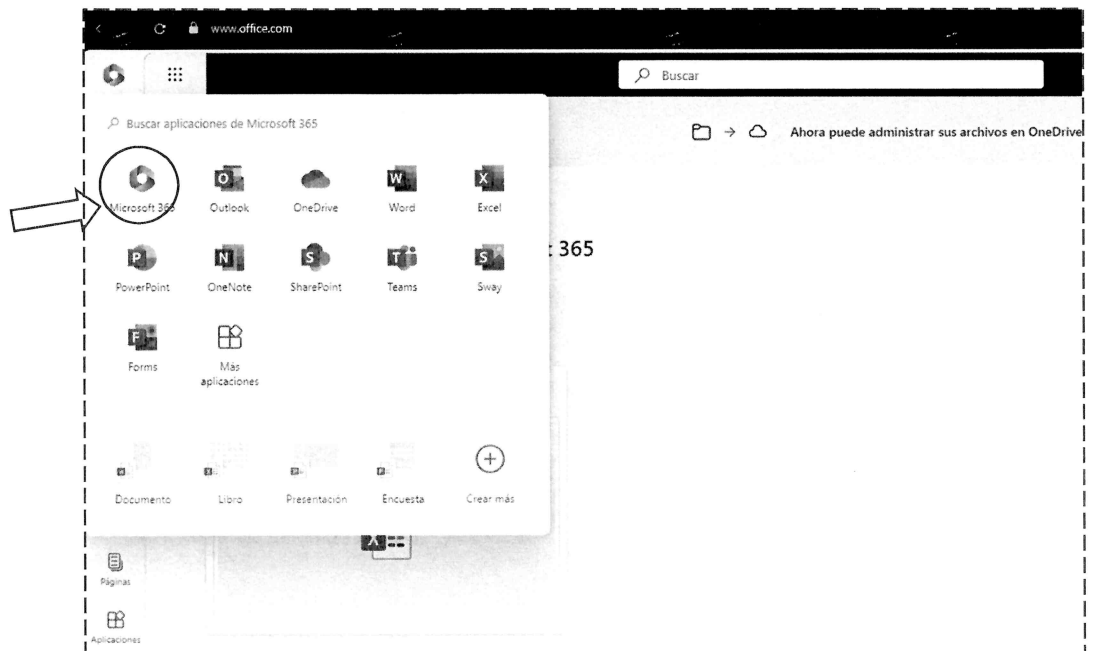 www.office.com
Buscar
Buscar aplicaciones de Microsoft 365
Ahora puede administrar sus archivos en OneDrive
Microsoft 365
Outlook
OneDrive
Word
Excel
365
PowerPoint
OneNote
SharePoint
Teams
Sway
Forms
Más
aplicaciones
Documento
Libro
Presentación
Encuesta
Crear más
Páginas
Aplicaciones